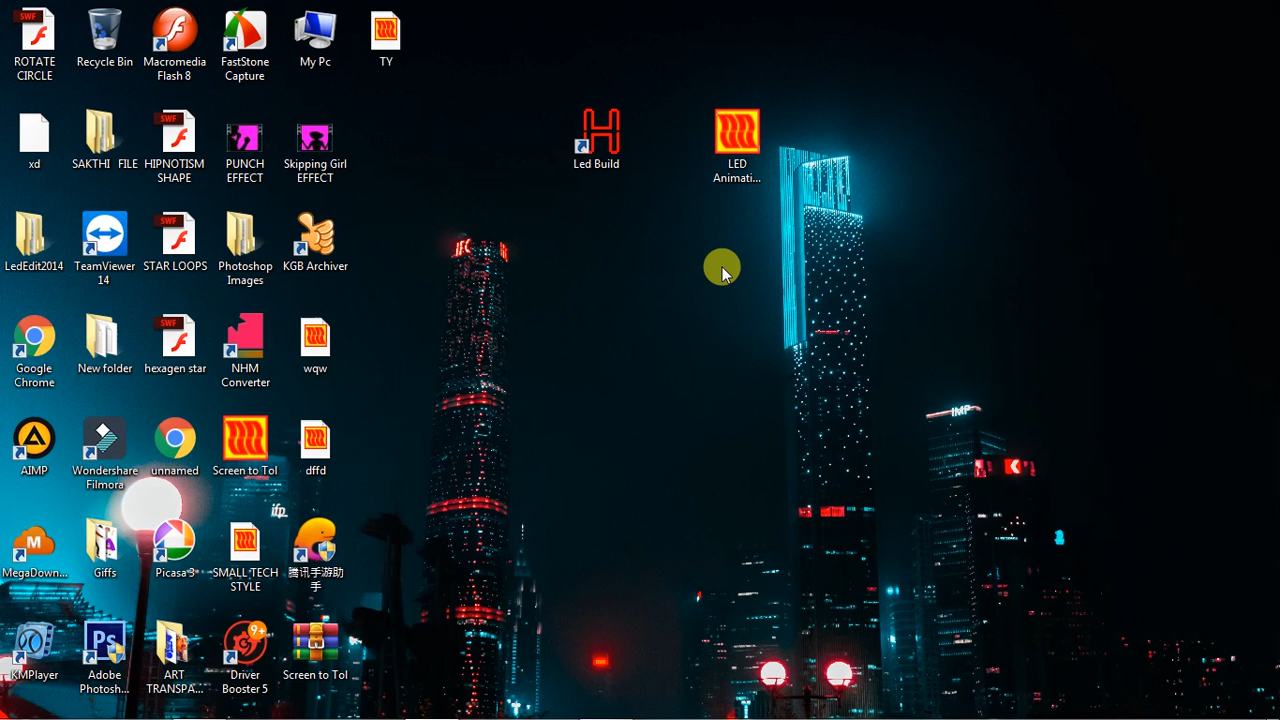 SWF
ROTATE
CIRCLE
Recycle Bin
Macromedia
Flash 8
FastStone
Capture
My Pc
TY
xd
SAKTHI FILE
SWF
HIPNOTISM
SHAPE
PUNCH
EFFECT
Skipping Girl
EFFECT
Led Build
LED
Animati...
LedEdit2014
TeamViewer
14
SWF
STAR LOOPS
Photoshop
Images
KGB Archiver
Google
Chrome
New folder
SWF
hexagen star
NHM
Converter
wqw
AIMP
Wondershare
Filmora
unnamed
Screen to Tol
dffd
IMP
ifp
M
MegaDown...
Giffs
Picasa 3
SMALL TECH
STYLE
腾讯手游助
手
KMPlayer
Ps
Adobe
Photosh...
ART
TRANSPA...
9+
Driver
Booster 5
Screen to Tol